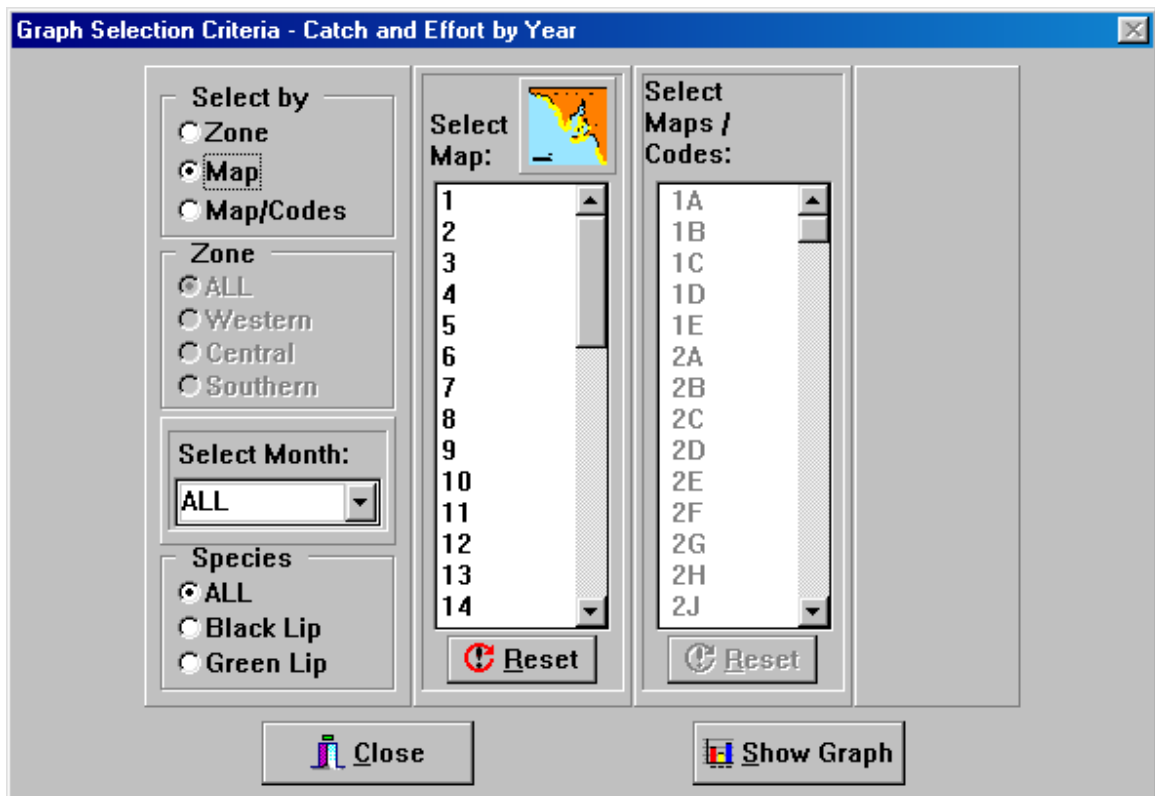 Graph Selection Criteria - Catch and Effort by Year
Select by
Zone
Map
Map/Codes
Zone
ALL
Western
Central
Southern
Select Month:
ALL
Species
ALL
Black Lip
Green Lip
Select
Map:
1
2
3
4
5
6
7
8
9
10
11
12
13
14
Reset
Select
Maps /
Codes:
1A
1B
1C
1D
1E
2A
2B
2C
2D
2E
2F
2G
2H
2J
Reset
Close
Show Graph